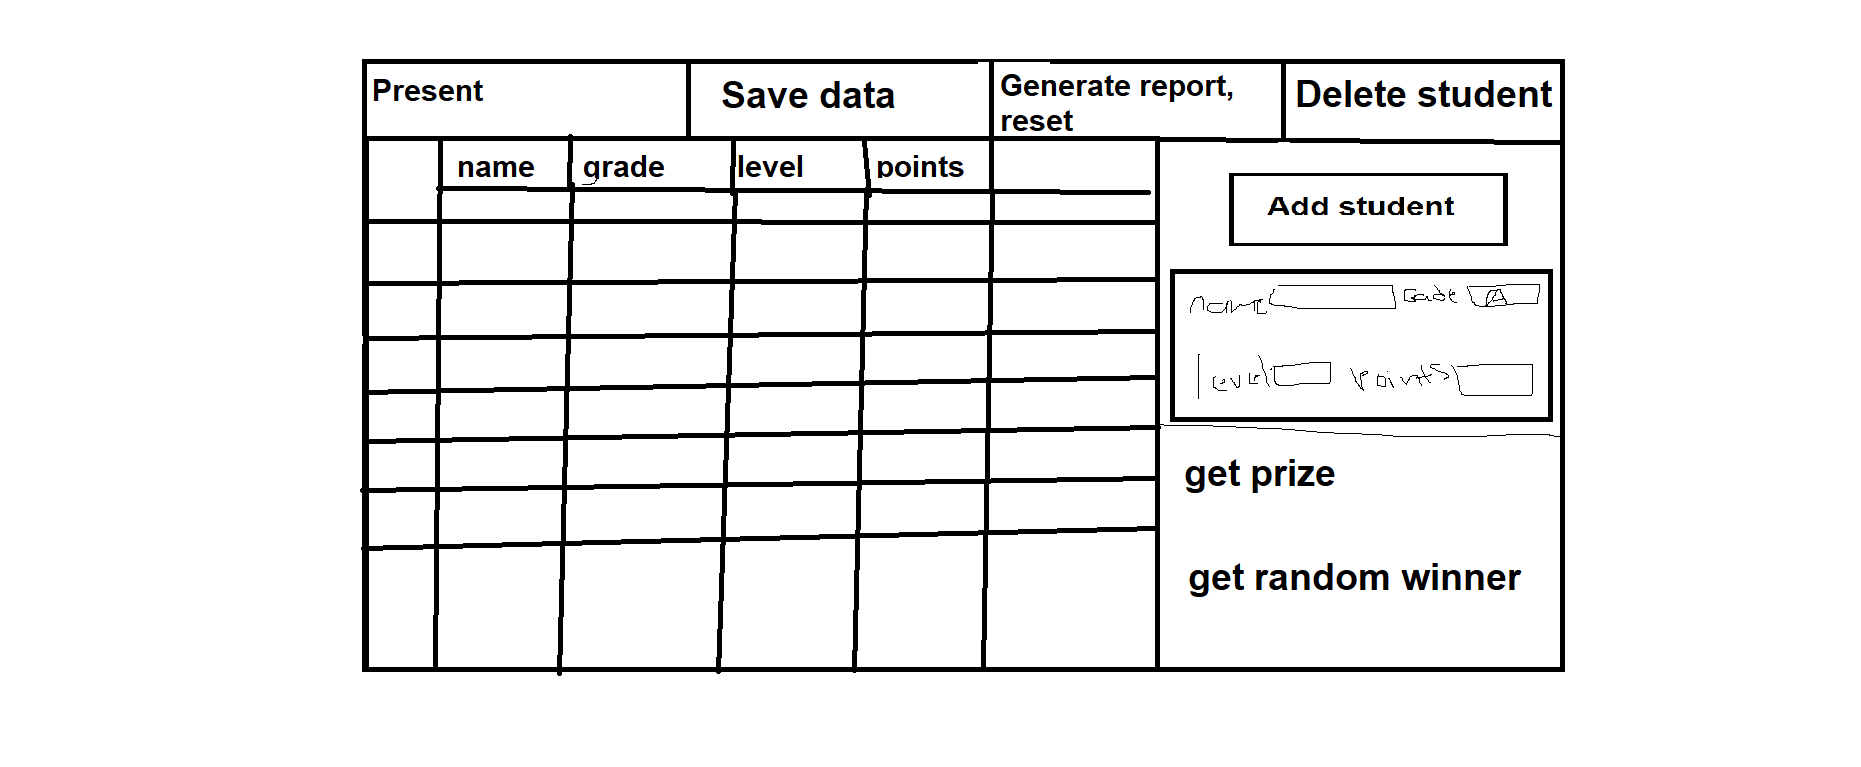 Present
Save data
Generate report,
reset
Delete student
name
grade
level
points
Add student
name
Grade
A
level
points
get prize
get random winner